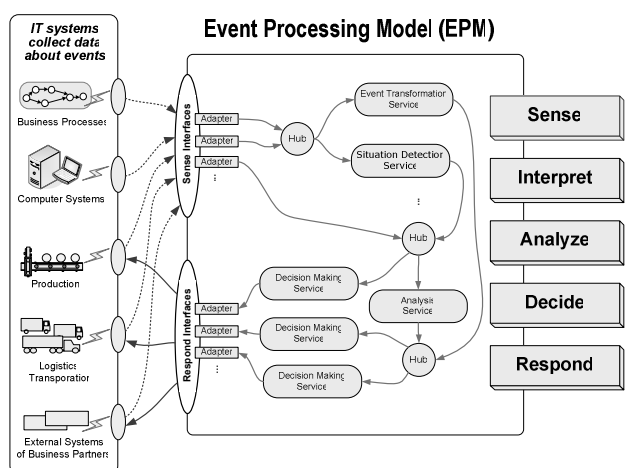 Event Processing Model (EPM)
IT systems
collect data
about events
Business Processes
Computer Systems
Production
Logistics
Transporation
External Systems
of Business Partners
Sense Interfaces
Adapter
Adapter
Adapter
⋮
Hub
Event Transformation
Service
Situation Detection
Service
⋮
Hub
Decision Making
Service
Analysis
Service
Decision Making
Service
Hub
Decision Making
Service
Respond Interfaces
Adapter
Adapter
Adapter
⋮
Sense
Interpret
Analyze
Decide
Respond